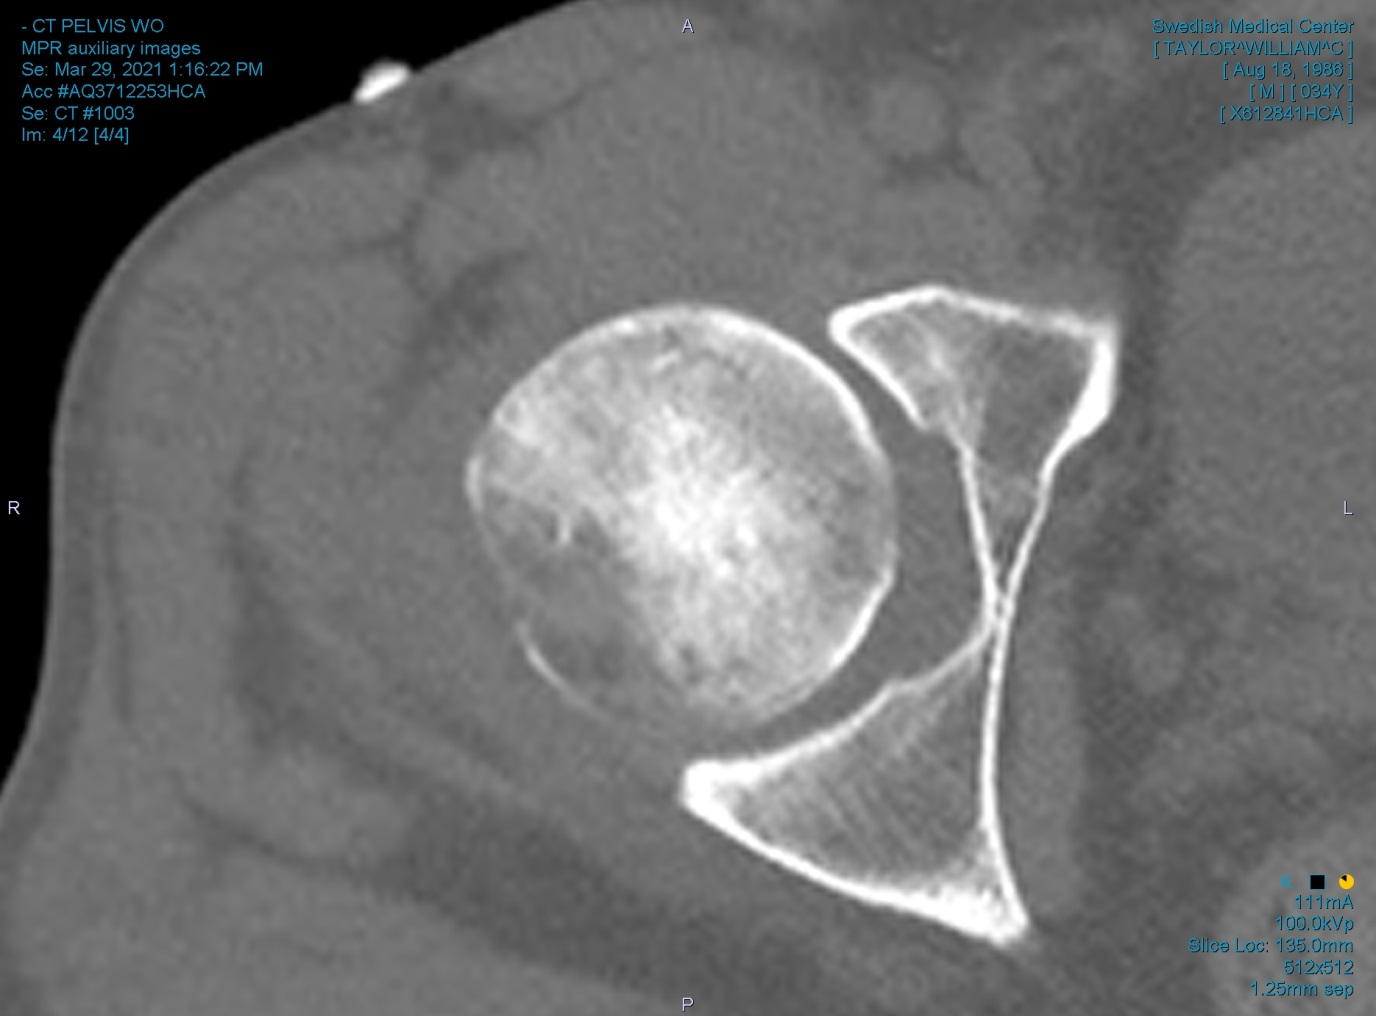 - CT PELVIS WO
MPR auxiliary images
Se: Mar 29, 2021 1:16:22 PM
Acc #AQ3712253HCA
Se: CT #1003
Im: 4/12 [4/4]
A
Swedish Medical Center
[ TAYLOR^WILLIAM^C ]
[ Aug 18, 1986 ]
[ M ] [ 034Y ]
[ X612841HCA ]
R
L
111mA
100.0kVp
Slice Loc: 135.0mm
512x512
1.25mm sep
P